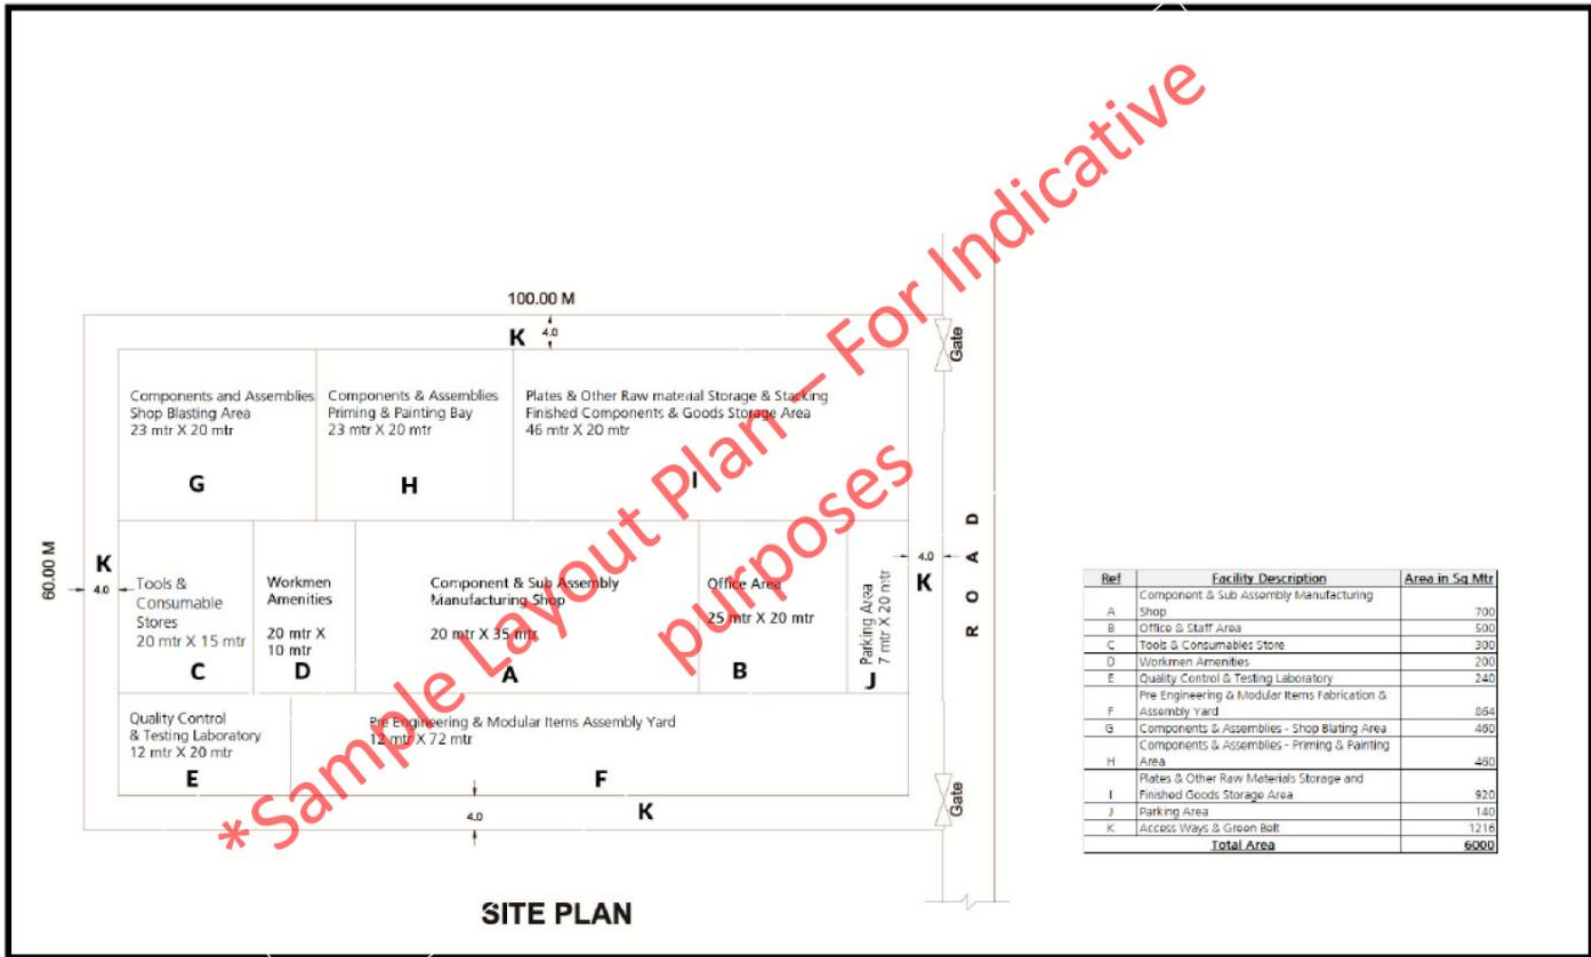 100.00 M
K
4.0
Gate
Components and Assemblies
Shop Blasting Area
23 mtr X 20 mtr
G
Components & Assemblies
Priming & Painting Bay
23 mtr X 20 mtr
H
Plates & Other Raw material Storage & Stacking
Finished Components & Goods Storage Area
46 mtr X 20 mtr
I
60.00 M
K
4.0
Tools &
Consumable
Stores
20 mtr X 15 mtr
C
Workmen
Amenities
20 mtr X
10 mtr
D
Component & Sub Assembly
Manufacturing Shop
20 mtr X 35 mtr
A
Office Area
25 mtr X 20 mtr
B
Parking Area
7 mtr X 20 mtr
J
4.0
K
ROAD
Quality Control
& Testing Laboratory
12 mtr X 20 mtr
E
Pre Engineering & Modular Items Assembly Yard
12 mtr X 72 mtr
F
4.0
K
Gate
SITE PLAN
*Sample Layout Plan – For Indicative
purposes
Ref Facility Description Area in Sq Mtr
A Component & Sub Assembly Manufacturing
Shop 700
B Office & Staff Area 500
C Tools & Consumables Store 300
D Workmen Amenities 200
E Quality Control & Testing Laboratory 240
F Pre Engineering & Modular Items Fabrication &
Assembly Yard 864
G Components & Assemblies - Shop Blating Area 460
H Components & Assemblies - Priming & Painting
Area 460
I Plates & Other Raw Materials Storage and
Finished Goods Storage Area 920
J Parking Area 140
K Access Ways & Green Belt 1216
Total Area 6000